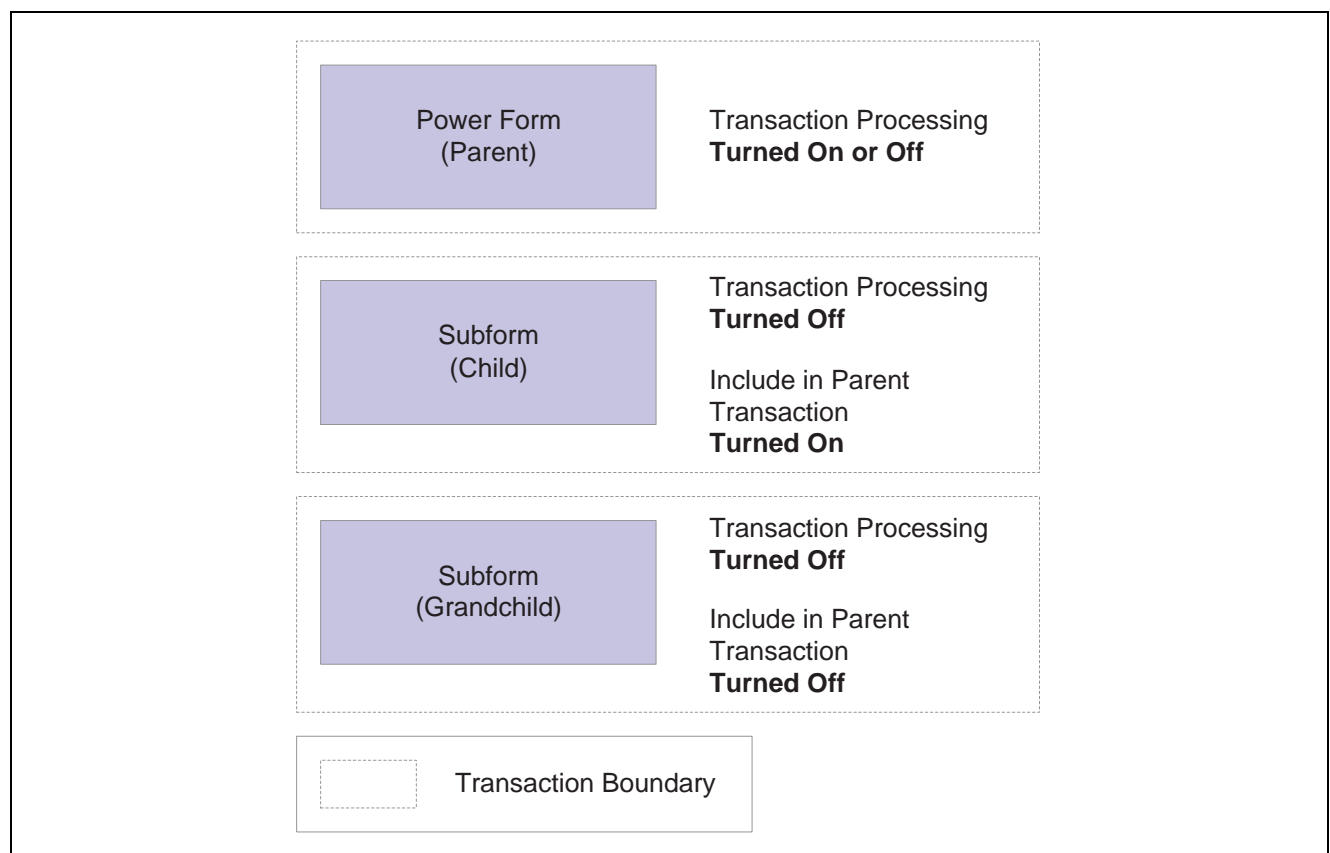 Power Form
(Parent)
Transaction Processing
Turned On or Off
Subform
(Child)
Transaction Processing
Turned Off
Include in Parent
Transaction
Turned On
Subform
(Grandchild)
Transaction Processing
Turned Off
Include in Parent
Transaction
Turned Off
Transaction Boundary